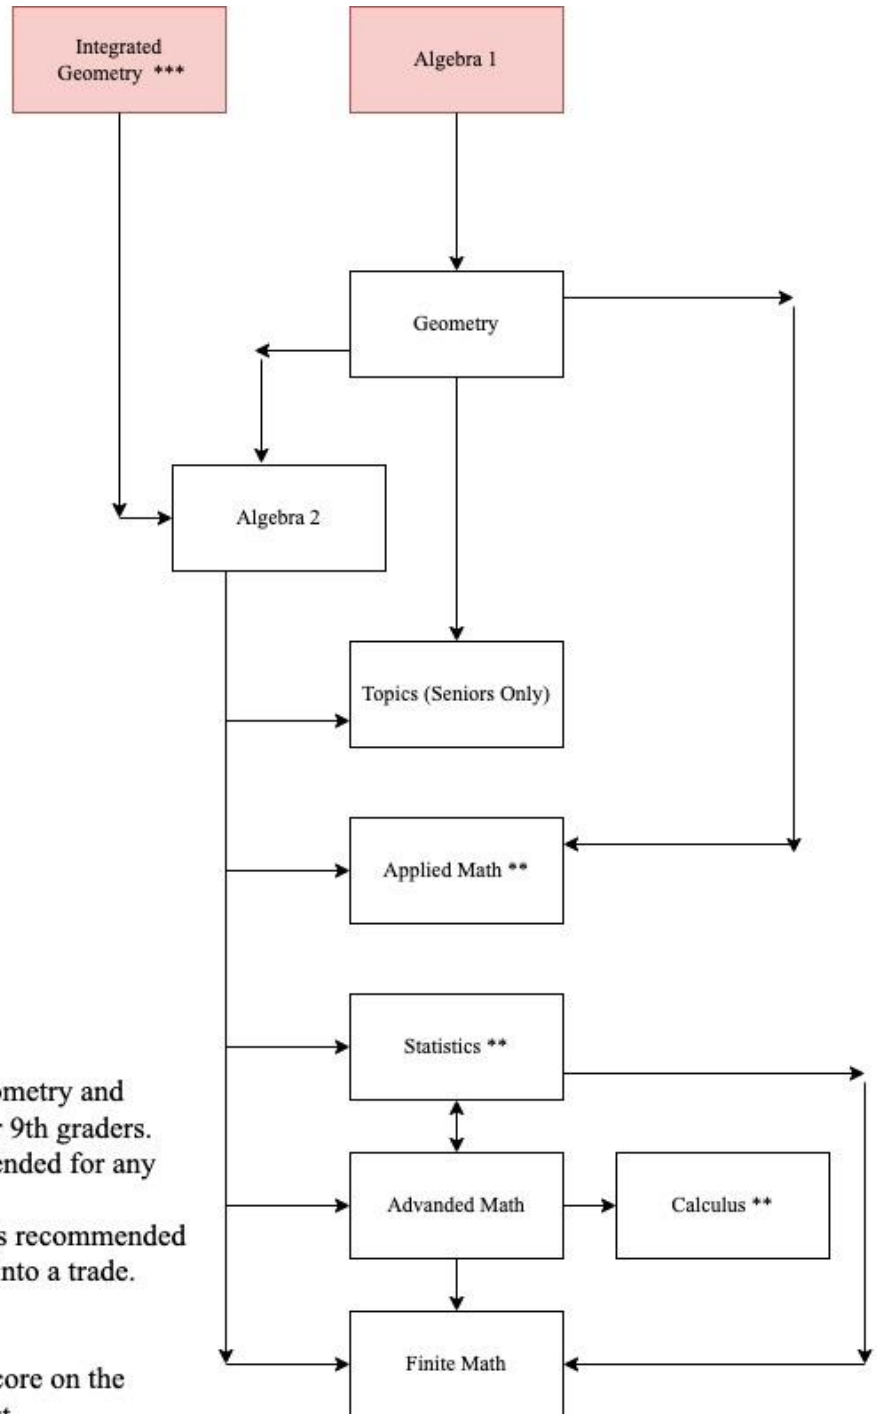 Integrated
Geometry ***
Algebra 1
Geometry
Algebra 2
Topics (Seniors Only)
Applied Math **
Statistics **
Advanded Math
Calculus **
Finite Math
ometry and
9th graders.
ended for any
s recommended
nto a trade.
core on the